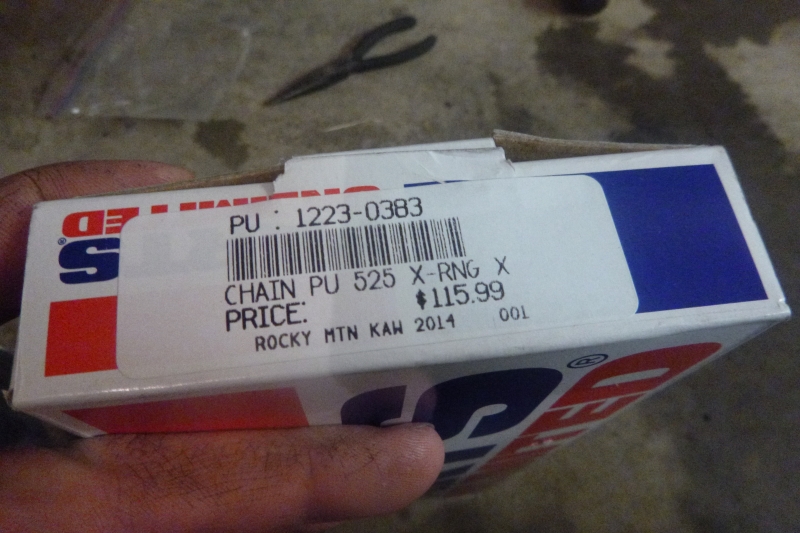 PU : 1223-0383
CHAIN PU 525 X-RNG X
PRICE: $115.99
ROCKY MTN KAW 2014 001